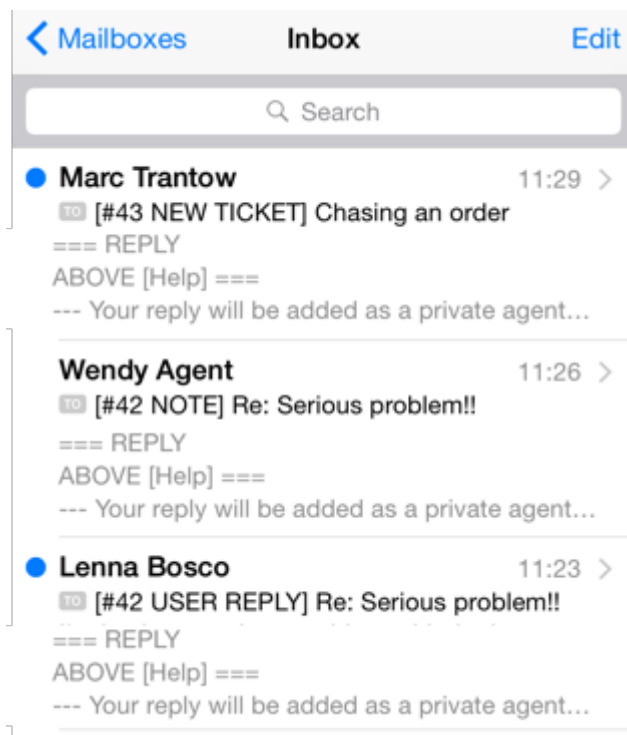 Mailboxes Inbox Edit
Search
Marc Trantow 11:29
TO [#43 NEW TICKET] Chasing an order
=== REPLY
ABOVE [Help] ===
--- Your reply will be added as a private agent...
Wendy Agent 11:26
TO [#42 NOTE] Re: Serious problem!!
=== REPLY
ABOVE [Help] ===
--- Your reply will be added as a private agent...
Lenna Bosco 11:23
TO [#42 USER REPLY] Re: Serious problem!!
=== REPLY
ABOVE [Help] ===
--- Your reply will be added as a private agent...